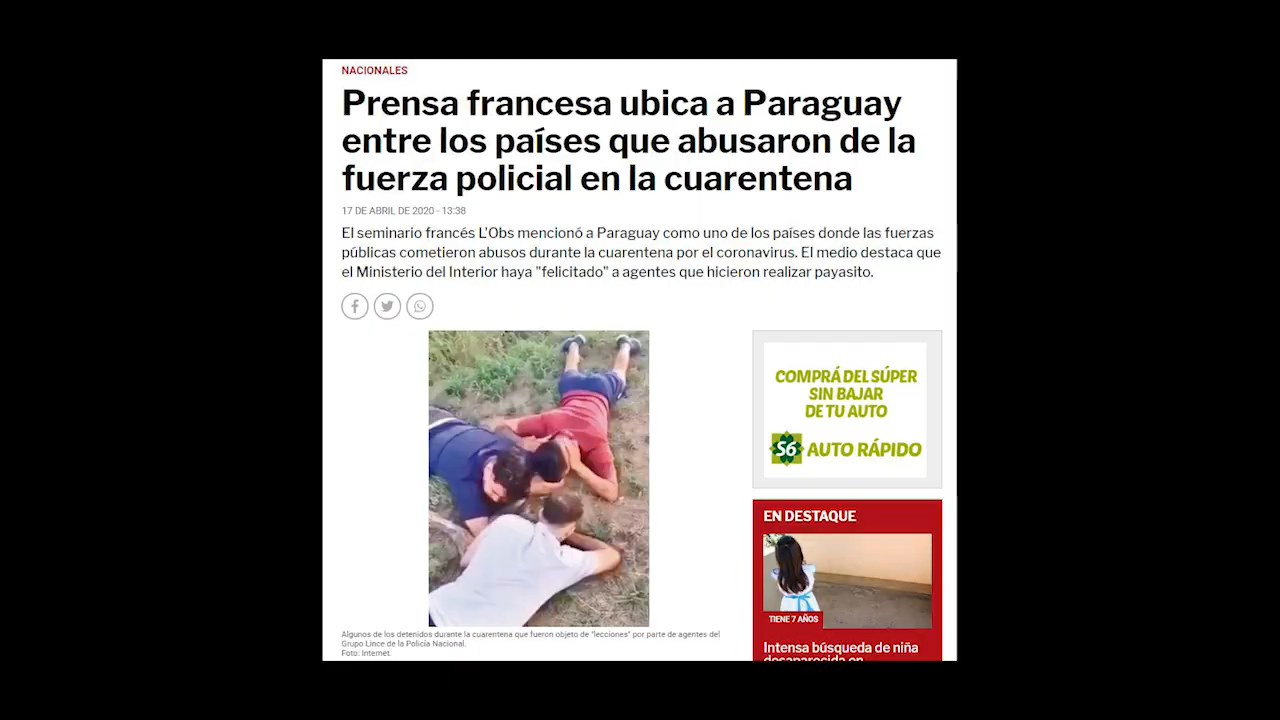 NACIONALES
Prensa francesa ubica a Paraguay
entre los países que abusaron de la
fuerza policial en la cuarentena
17 DE ABRIL DE 2020 - 13:38
El seminario francés L'Obs mencionó a Paraguay como uno de los países donde las fuerzas
públicas cometieron abusos durante la cuarentena por el coronavirus. El medio destaca que
el Ministerio del Interior haya "felicitado" a agentes que hicieron realizar payasito.
COMPRÁ DEL SÚPER
SIN BAJAR
DE TU AUTO
S6 AUTO RÁPIDO
EN DESTAQUE
TIENE 7 AÑOS
Intensa búsqueda de niña
desaparecida en
Algunos de los detenidos durante la cuarentena que fueron objeto de "lecciones" por parte de agentes del
Grupo Lince de la Policía Nacional.
Foto: Internet.